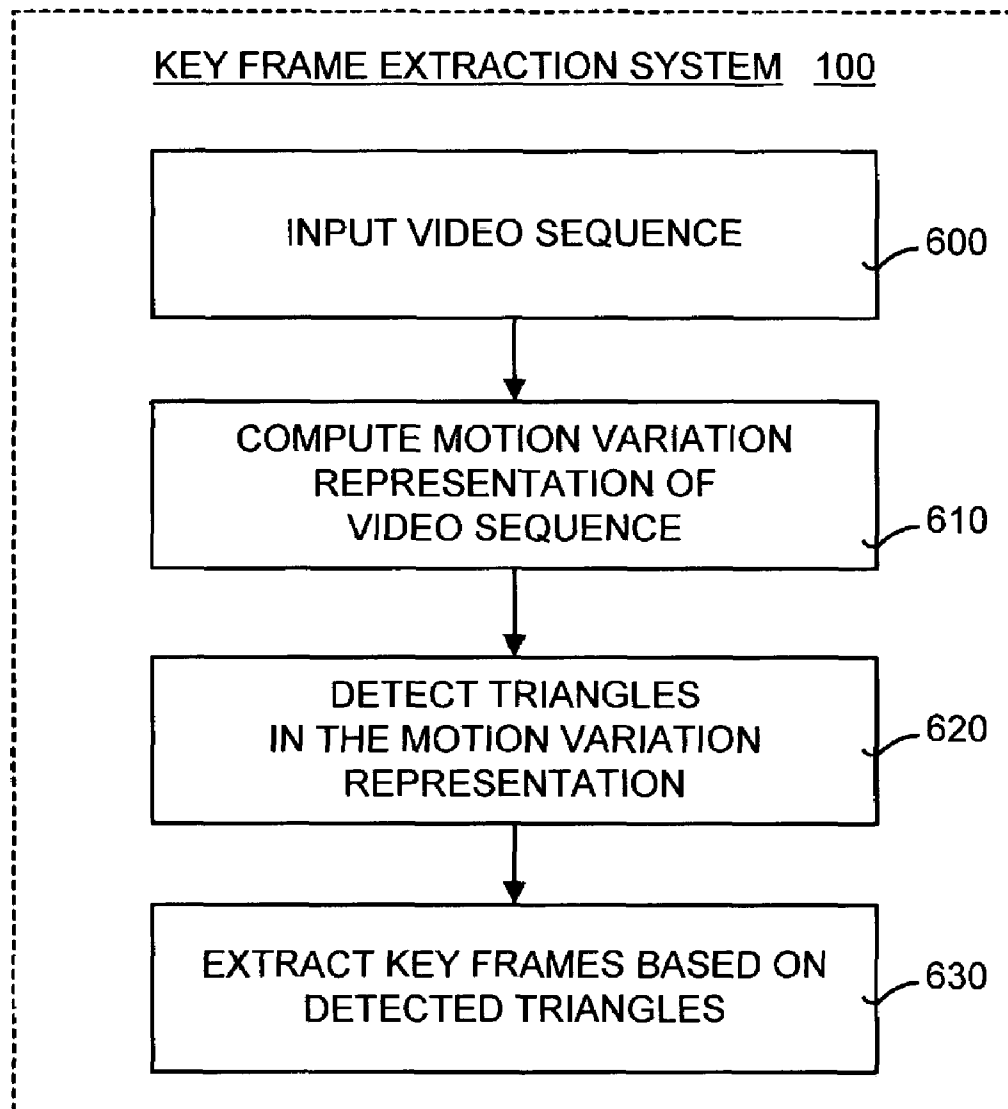 KEY FRAME EXTRACTION SYSTEM 100
INPUT VIDEO SEQUENCE
600
COMPUTE MOTION VARIATION
REPRESENTATION OF
VIDEO SEQUENCE
610
DETECT TRIANGLES
IN THE MOTION VARIATION
REPRESENTATION
620
EXTRACT KEY FRAMES BASED ON
DETECTED TRIANGLES
630